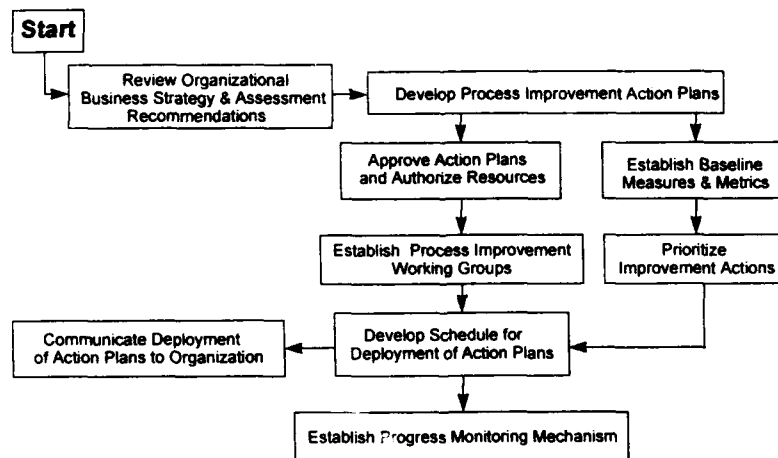 Start
Review Organizational
Business Strategy & Assessment
Recommendations
Develop Process Improvement Action Plans
Approve Action Plans
and Authorize Resources
Establish Baseline
Measures & Metrics
Establish Process Improvement
Working Groups
Prioritize
Improvement Actions
Communicate Deployment
of Action Plans to Organization
Develop Schedule for
Deployment of Action Plans
Establish Progress Monitoring Mechanism